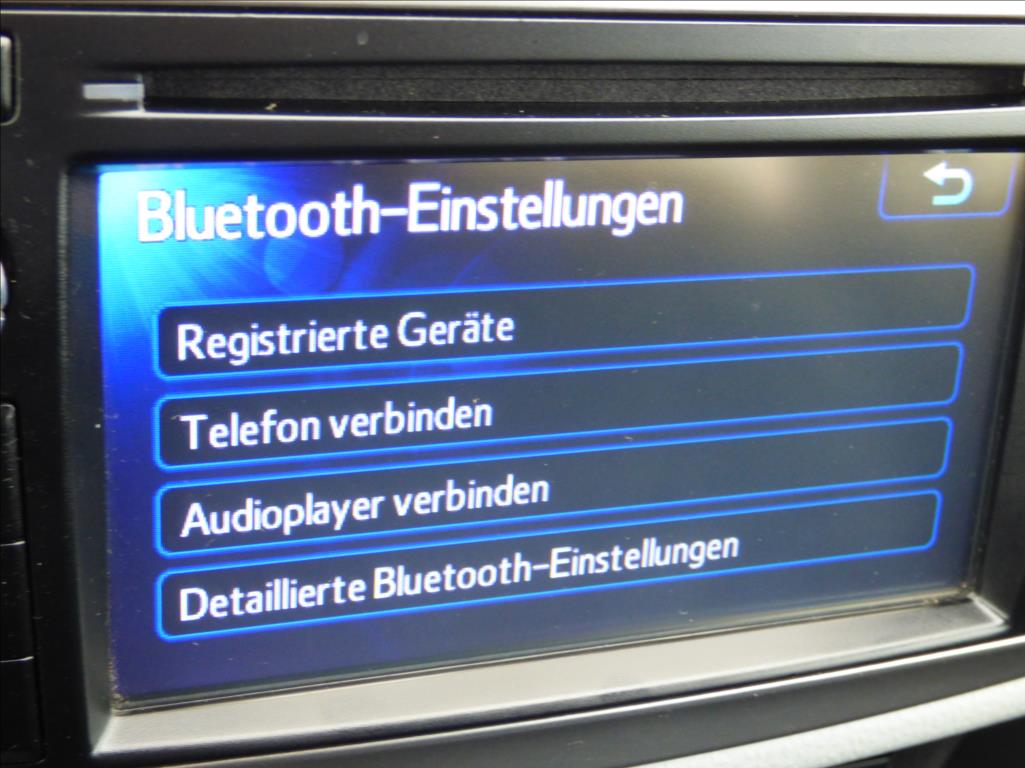 Bluetooth-Einstellungen
Registrierte Geräte
Telefon verbinden
Audioplayer verbinden
Detaillierte Bluetooth-Einstellungen